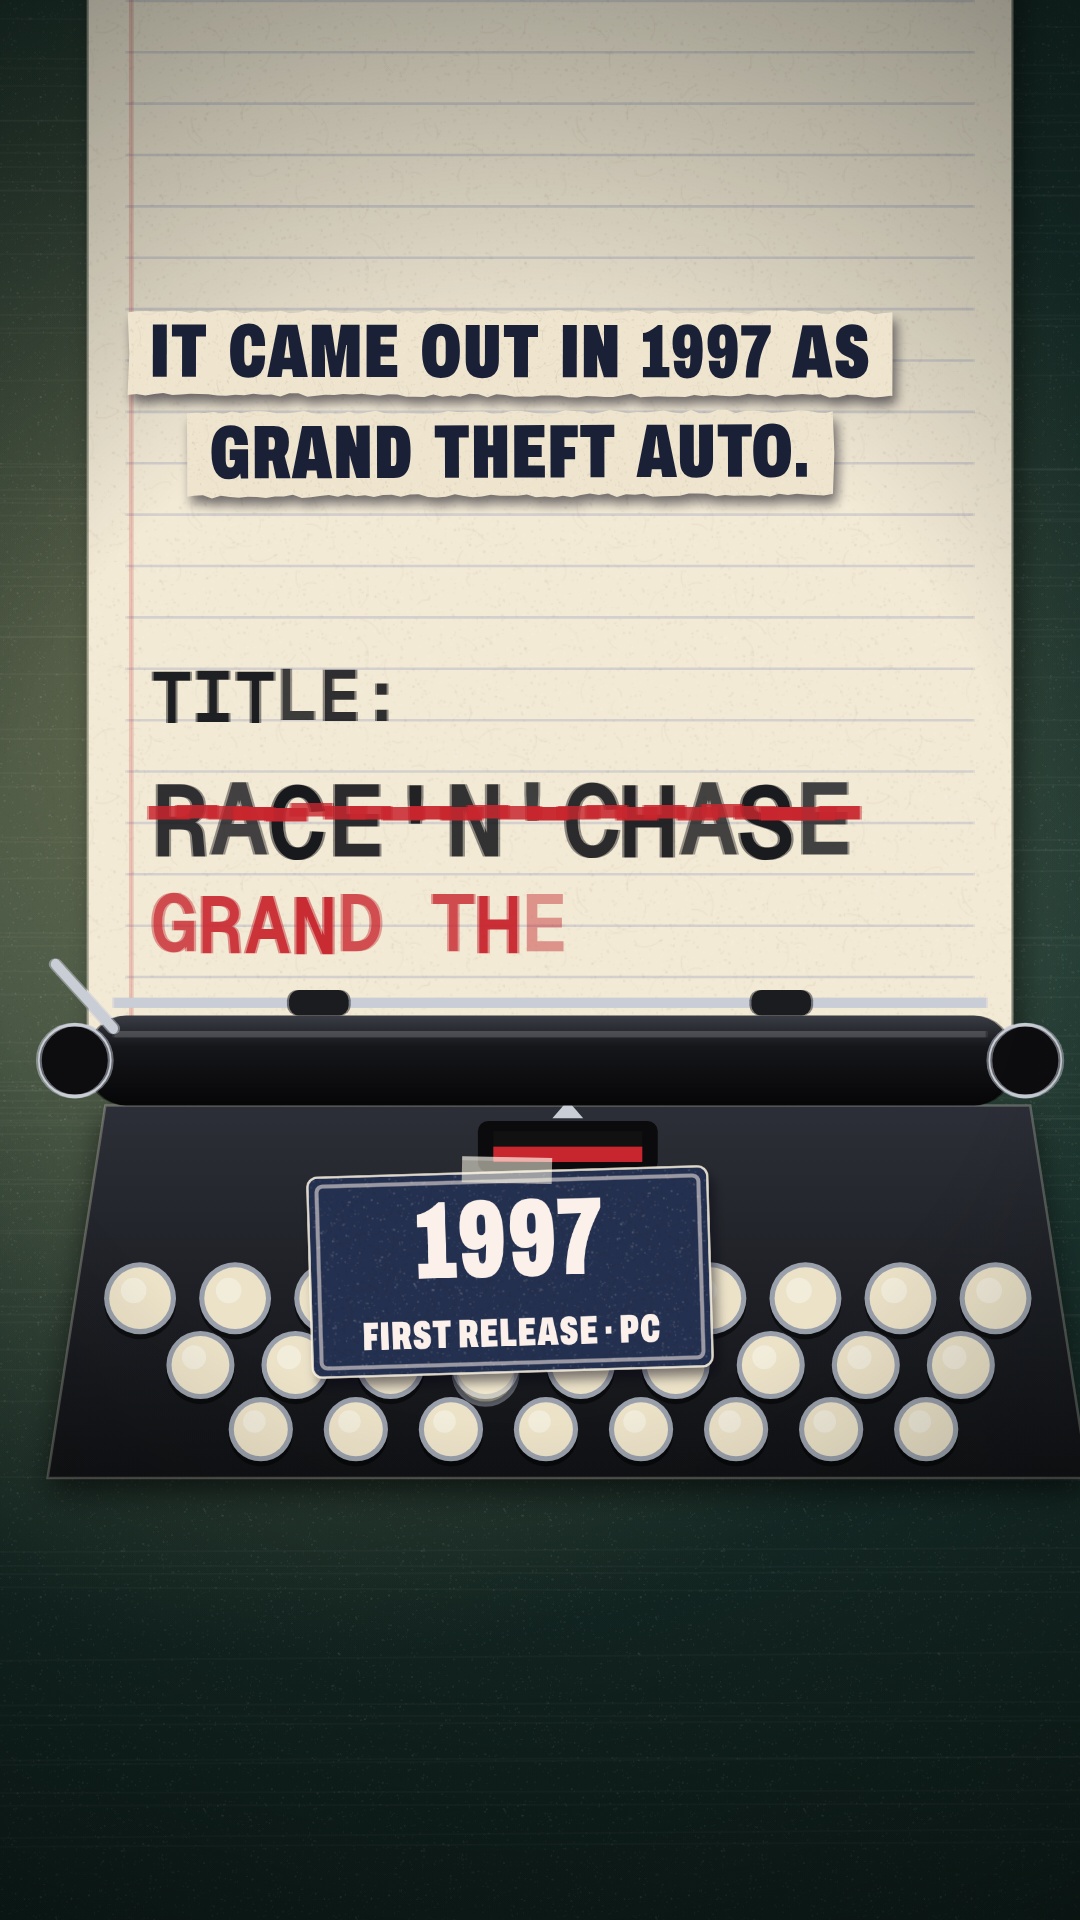 IT CAME OUT IN 1997 AS
GRAND THEFT AUTO.
TITLE:
RACE'N'CHASE
GRAND THE
1997
FIRST RELEASE · PC